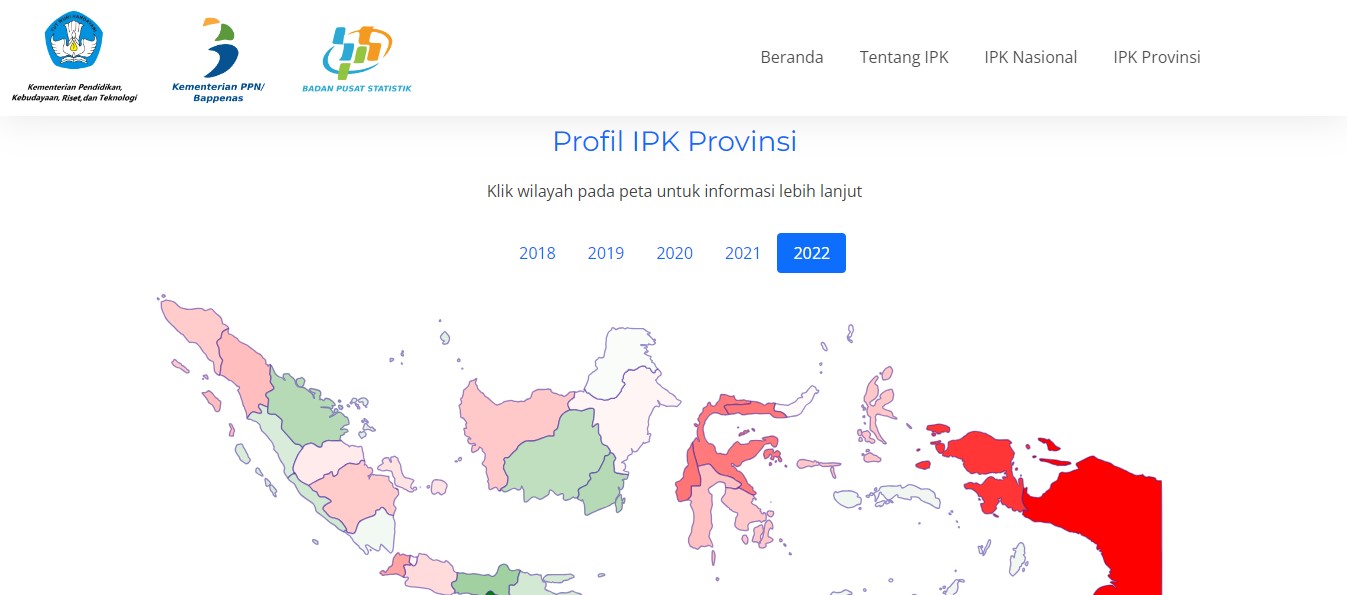 Kementerian Pendidikan,
Kebudayaan, Riset,dan Teknologi
Kementerian PPN/
Bappenas
BADAN PUSAT STATISTIK
Beranda
Tentang IPK
IPK Nasional
IPK Provinsi
Profil IPK Provinsi
Klik wilayah pada peta untuk informasi lebih lanjut
2018
2019
2020
2021
2022